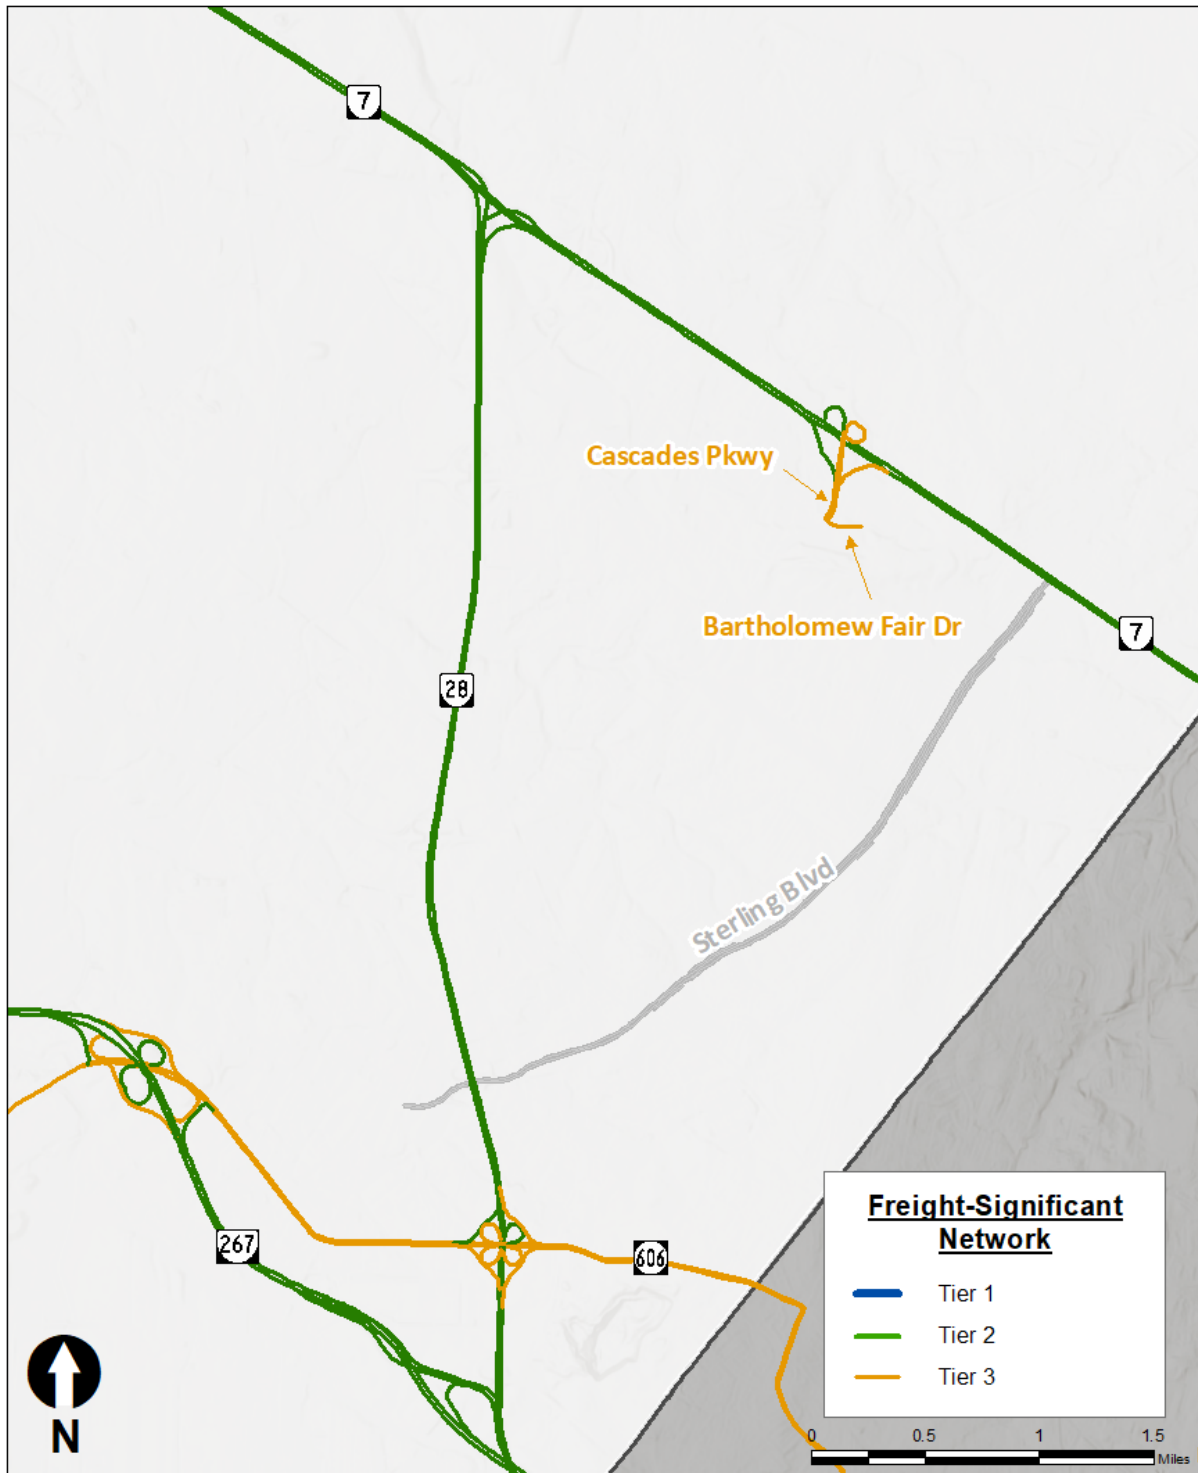 7
Cascades Pkwy
Bartholomew Fair Dr
7
28
Sterling Blvd
267
606
Freight-Significant
Network
Tier 1
Tier 2
Tier 3
N
0 0.5 1 1.5
Miles